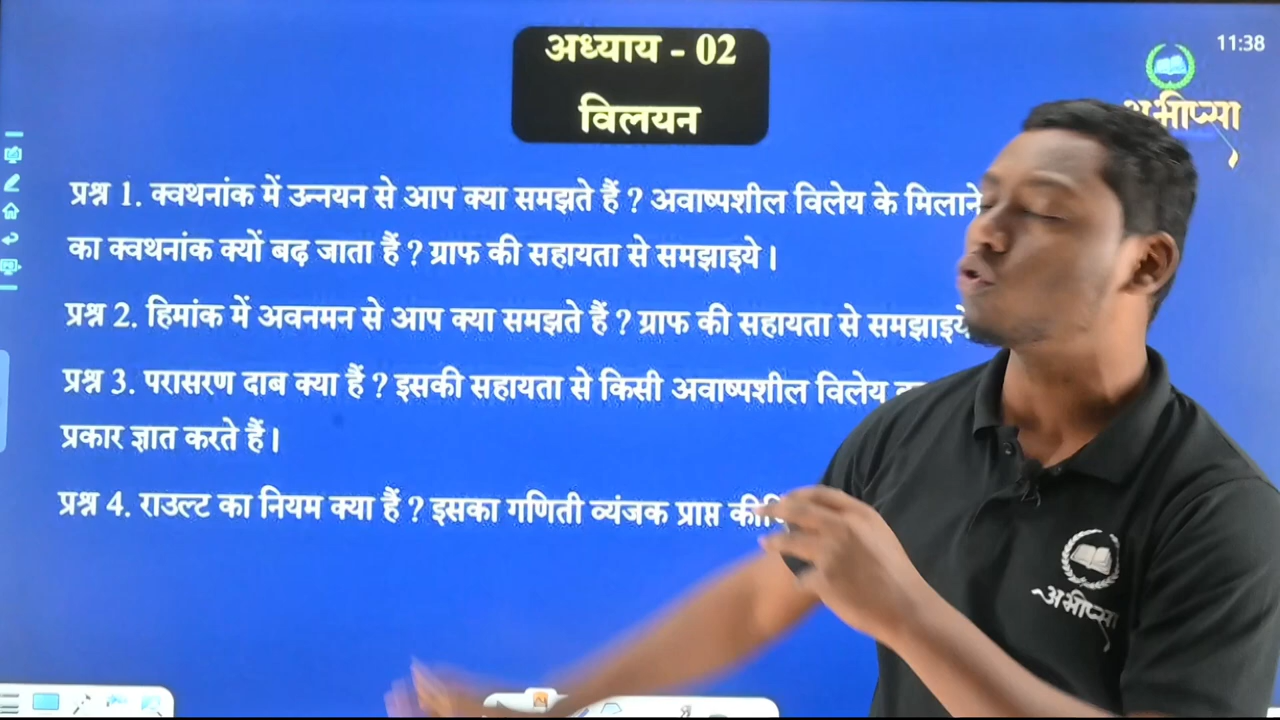 अध्याय - 02
विलयन
11:38
अभीप्सा
प्रश्न 1. क्वथनांक में उन्नयन से आप क्या समझते हैं ? अवाष्पशील विलेय के मिलाने
का क्वथनांक क्यों बढ़ जाता हैं ? ग्राफ की सहायता से समझाइये।
प्रश्न 2. हिमांक में अवनमन से आप क्या समझते हैं ? ग्राफ की सहायता से समझाइये
प्रश्न 3. परासरण दाब क्या हैं ? इसकी सहायता से किसी अवाष्पशील विलेय
प्रकार ज्ञात करते हैं।
प्रश्न 4. राउल्ट का नियम क्या हैं ? इसका गणिती व्यंजक प्राप्त
अभीप्सा